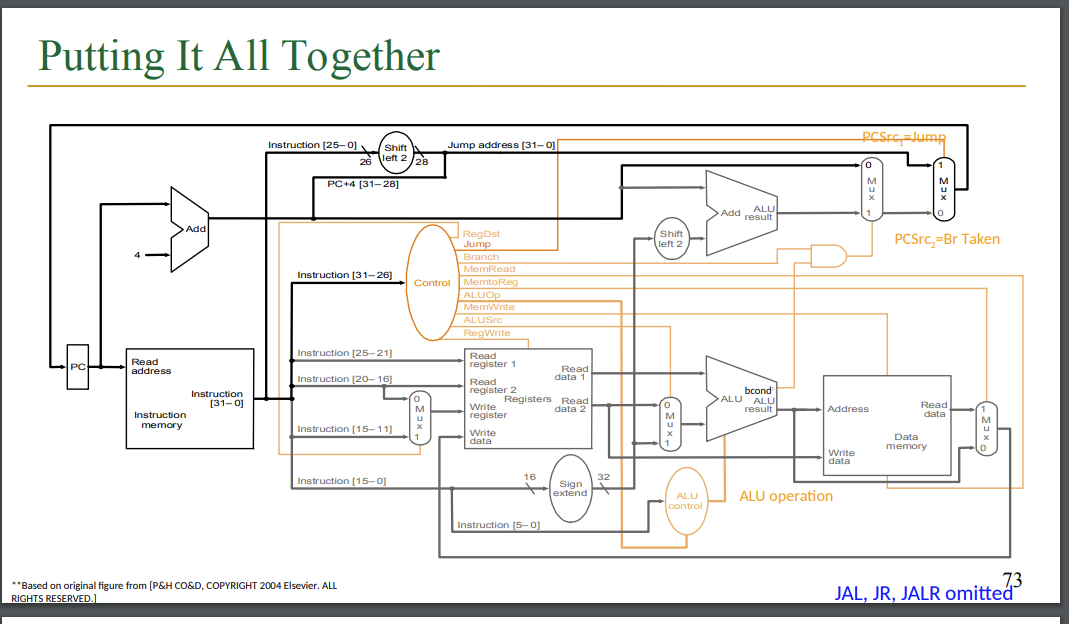 Putting It All Together
PCSrc1=Jump
Instruction [25–0]
Shift
left 2
Jump address [31–0]
26
28
PC+4 [31–28]
0
M
u
x
1
1
M
u
x
0
Add
4
Add
ALU
result
Shift
left 2
PCSrc2=Br Taken
RegDst
Jump
Branch
MemRead
MemtoReg
ALUOp
MemWrite
ALUSrc
RegWrite
Control
Instruction [31–26]
PC
Read
address
Instruction
[31–0]
Instruction
memory
Instruction [25–21]
Instruction [20–16]
Instruction [15–11]
0
M
u
x
1
Read
register 1
Read
register 2
Write
register
Write
data
Registers
Read
data 1
Read
data 2
0
M
u
x
1
ALU
bcond
ALU
result
Address
Read
data
Data
memory
Write
data
1
M
u
x
0
Instruction [15–0]
16
Sign
extend
32
Instruction [5–0]
ALU
control
ALU operation
**Based on original figure from [P&H CO&D, COPYRIGHT 2004 Elsevier. ALL
RIGHTS RESERVED.]
73
JAL, JR, JALR omitted